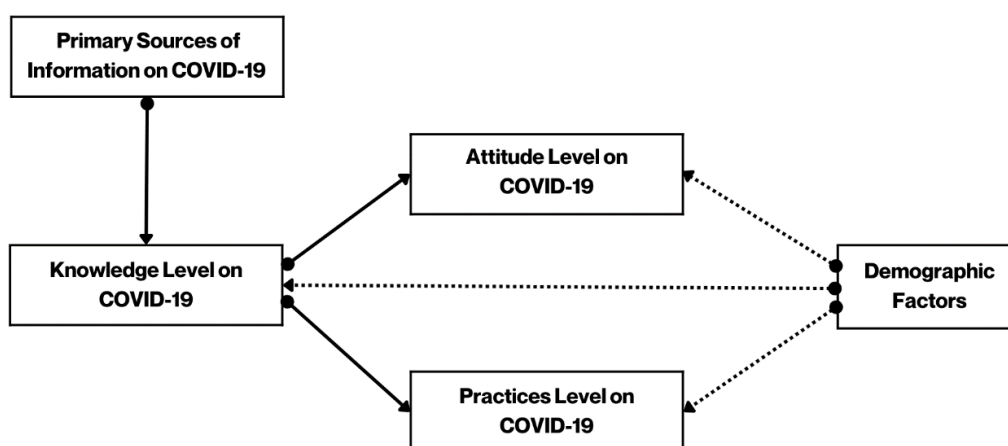 Primary Sources of
Information on COVID-19
Attitude Level on
COVID-19
Knowledge Level on
COVID-19
Demographic
Factors
Practices Level on
COVID-19